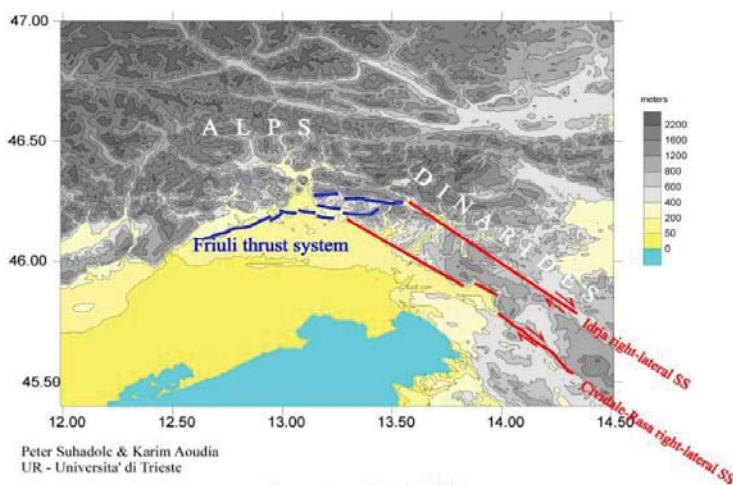 47.00
46.50
46.00
45.50
12.00 12.50 13.00 13.50 14.00 14.50
ALPS
DINARIDES
Friuli thrust system
Idrja right-lateral SS
Cividale-Rasa right-lateral SS
meters
2200
1600
1200
800
600
400
200
50
0
Peter Suhadolc & Karim Aoudia
UR - Universita' di Trieste